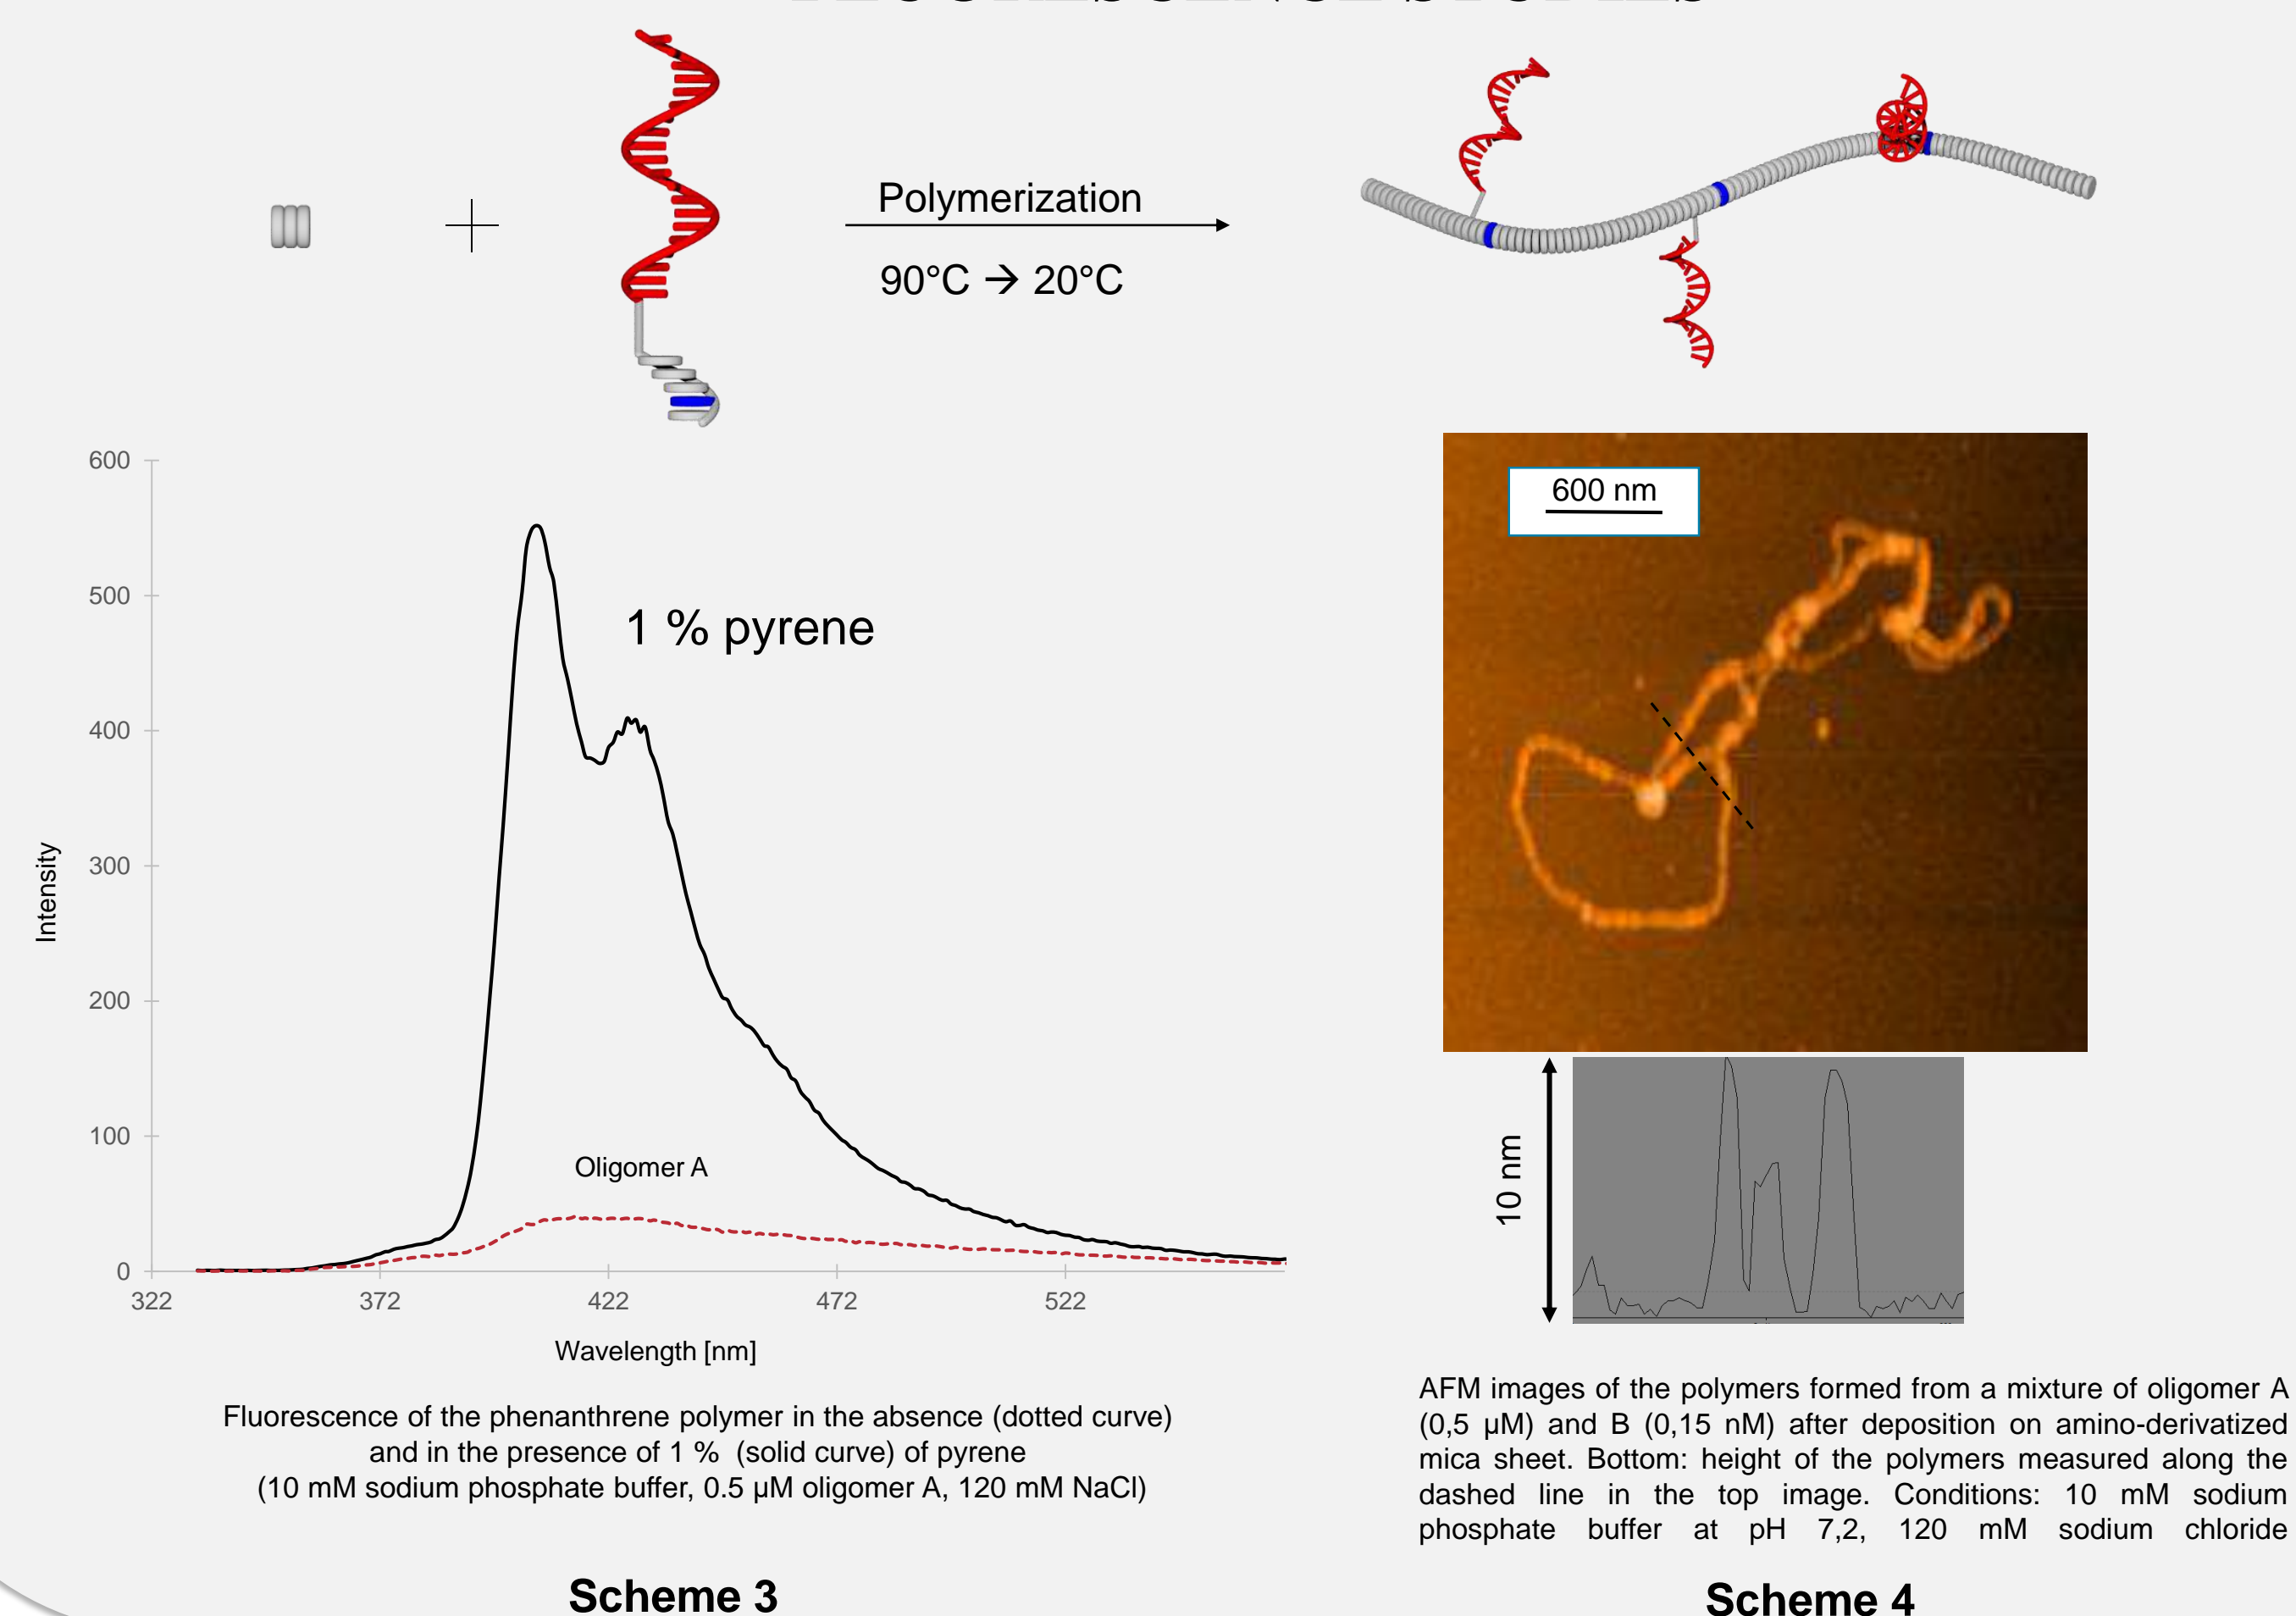 Polymerization
90°C → 20°C
600
500
400
300
200
100
0
322
372
422
472
522
Intensity
1 % pyrene
Oligomer A
Wavelength [nm]
Fluorescence of the phenanthrene polymer in the absence (dotted curve)
and in the presence of 1 % (solid curve) of pyrene
(10 mM sodium phosphate buffer, 0.5 µM oligomer A, 120 mM NaCl)
Scheme 3
600 nm
10 nm
AFM images of the polymers formed from a mixture of oligomer A
(0,5 µM) and B (0,15 nM) after deposition on amino-derivatized
mica sheet. Bottom: height of the polymers measured along the
dashed line in the top image. Conditions: 10 mM sodium
phosphate buffer at pH 7,2, 120 mM sodium chloride
Scheme 4